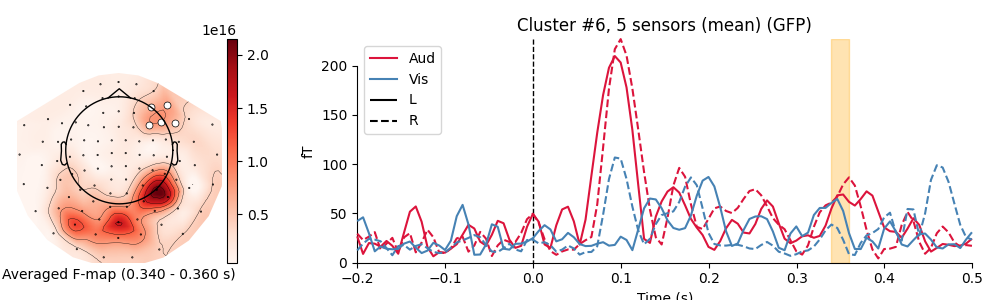 Cluster #6, 5 sensors (mean) (GFP)
1e16
2.0
1.5
1.0
0.5
Averaged F-map (0.340 - 0.360 s)
fT
200
150
100
50
0
Aud
Vis
L
R
−0.2
−0.1
0.0
0.1
0.2
0.3
0.4
0.5
Time (s)